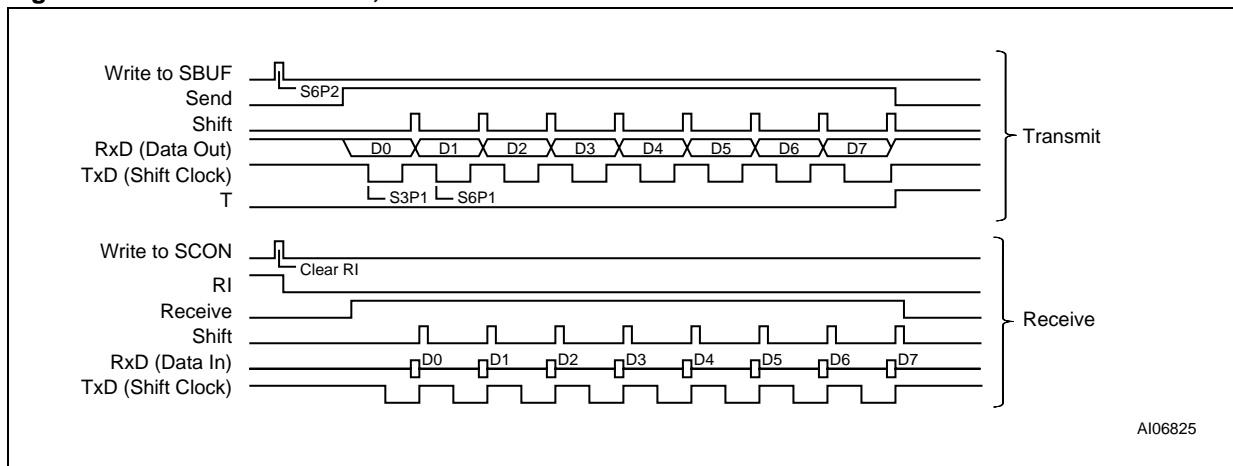 Write to SBUF
S6P2
Send
Shift
RxD (Data Out) D0 D1 D2 D3 D4 D5 D6 D7
TxD (Shift Clock)
S3P1 S6P1
T
Transmit
Write to SCON
Clear RI
RI
Receive
Shift
RxD (Data In) D0 D1 D2 D3 D4 D5 D6 D7
TxD (Shift Clock)
Receive
AI06825